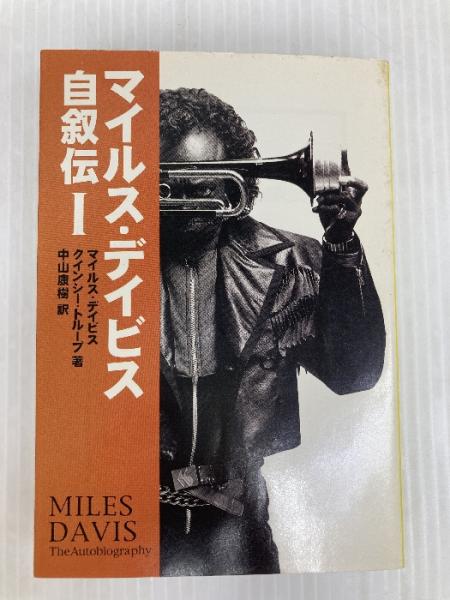 マイルス・デイビス
自叙伝 I
マイルス・デイビス
クインシー・トループ 著
中山康樹 訳
MILES
DAVIS
The Autobiography